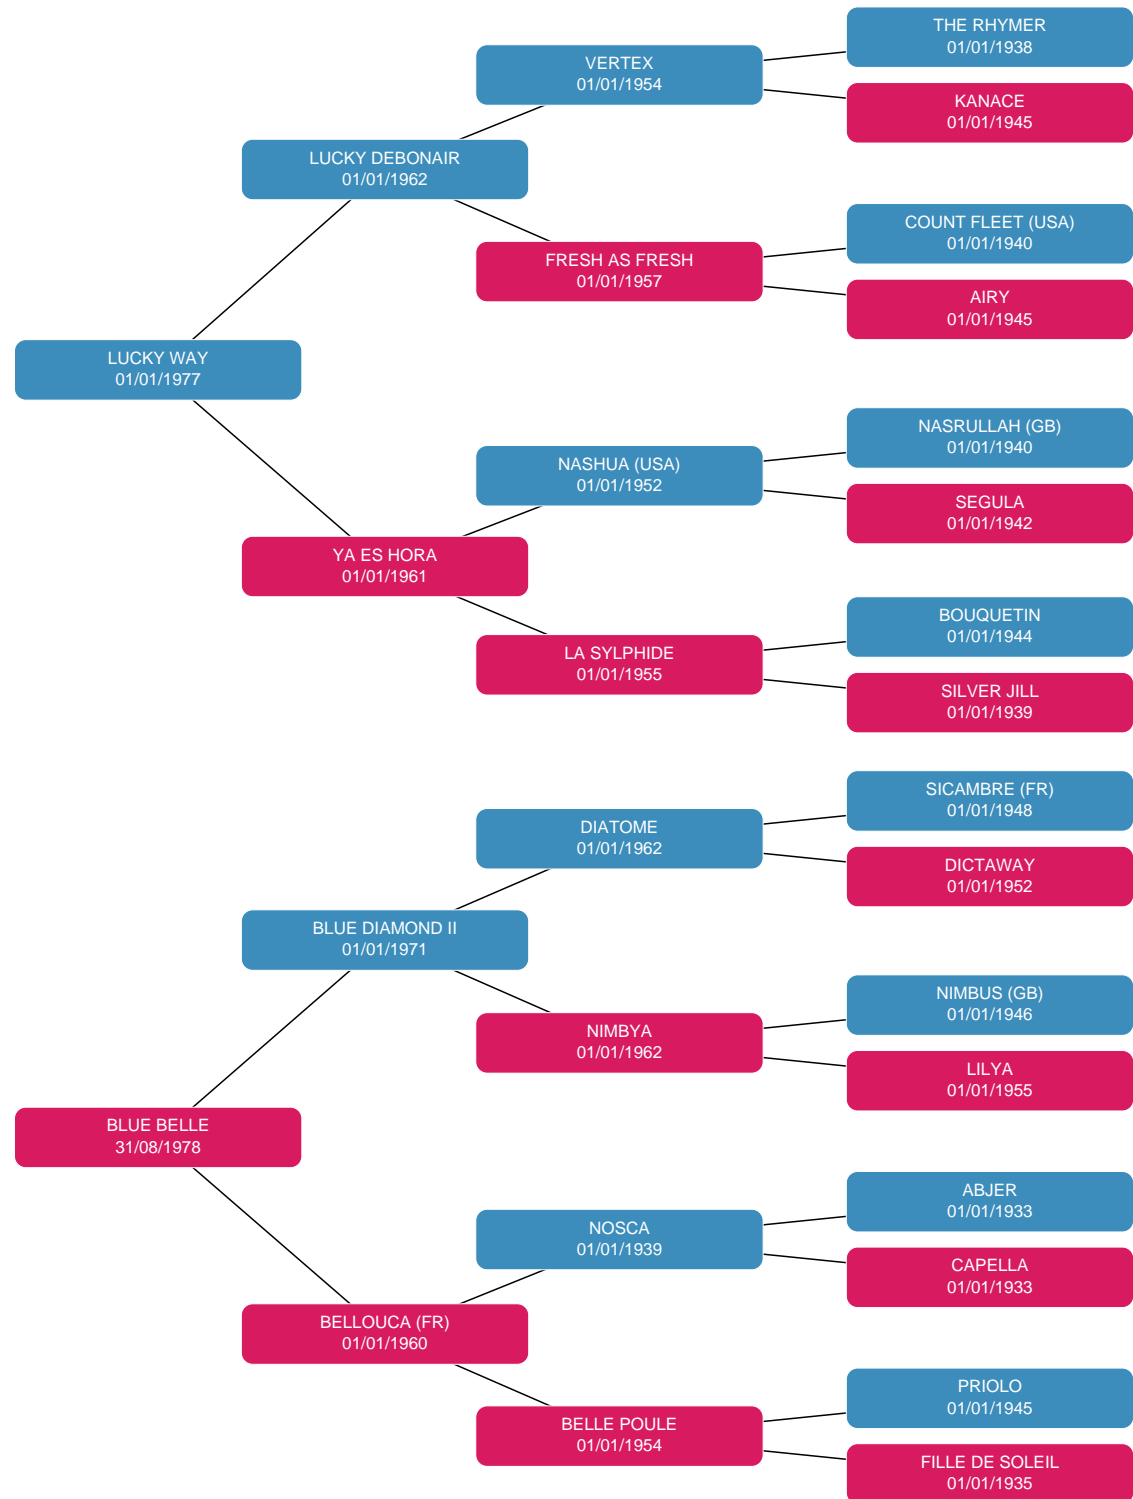 THE RHYMER
01/01/1938
VERTEX
01/01/1954
KANACE
01/01/1945
LUCKY DEBONAIR
01/01/1962
COUNT FLEET (USA)
01/01/1940
FRESH AS FRESH
01/01/1957
AIRY
01/01/1945
LUCKY WAY
01/01/1977
NASRULLAH (GB)
01/01/1940
NASHUA (USA)
01/01/1952
SEGULA
01/01/1942
YA ES HORA
01/01/1961
BOUQUETIN
01/01/1944
LA SYLPHIDE
01/01/1955
SILVER JILL
01/01/1939
SICAMBRE (FR)
01/01/1948
DIATOME
01/01/1962
DICTAWAY
01/01/1952
BLUE DIAMOND II
01/01/1971
NIMBUS (GB)
01/01/1946
NIMBYA
01/01/1962
LILYA
01/01/1955
BLUE BELLE
31/08/1978
ABJER
01/01/1933
NOSCA
01/01/1939
CAPELLA
01/01/1933
BELLOUCA (FR)
01/01/1960
PRIOLO
01/01/1945
BELLE POULE
01/01/1954
FILLE DE SOLEIL
01/01/1935